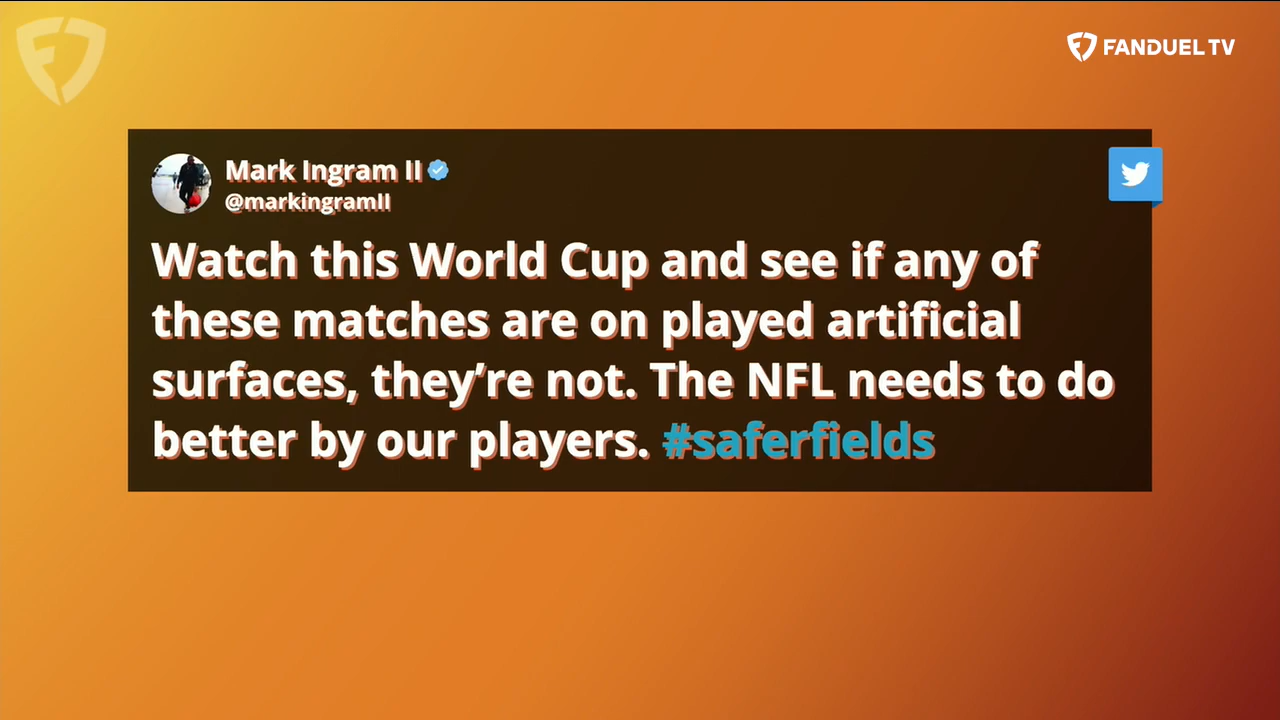 FANDUEL TV
Mark Ingram II
@markingramII
Watch this World Cup and see if any of
these matches are on played artificial
surfaces, they’re not. The NFL needs to do
better by our players. #saferfields